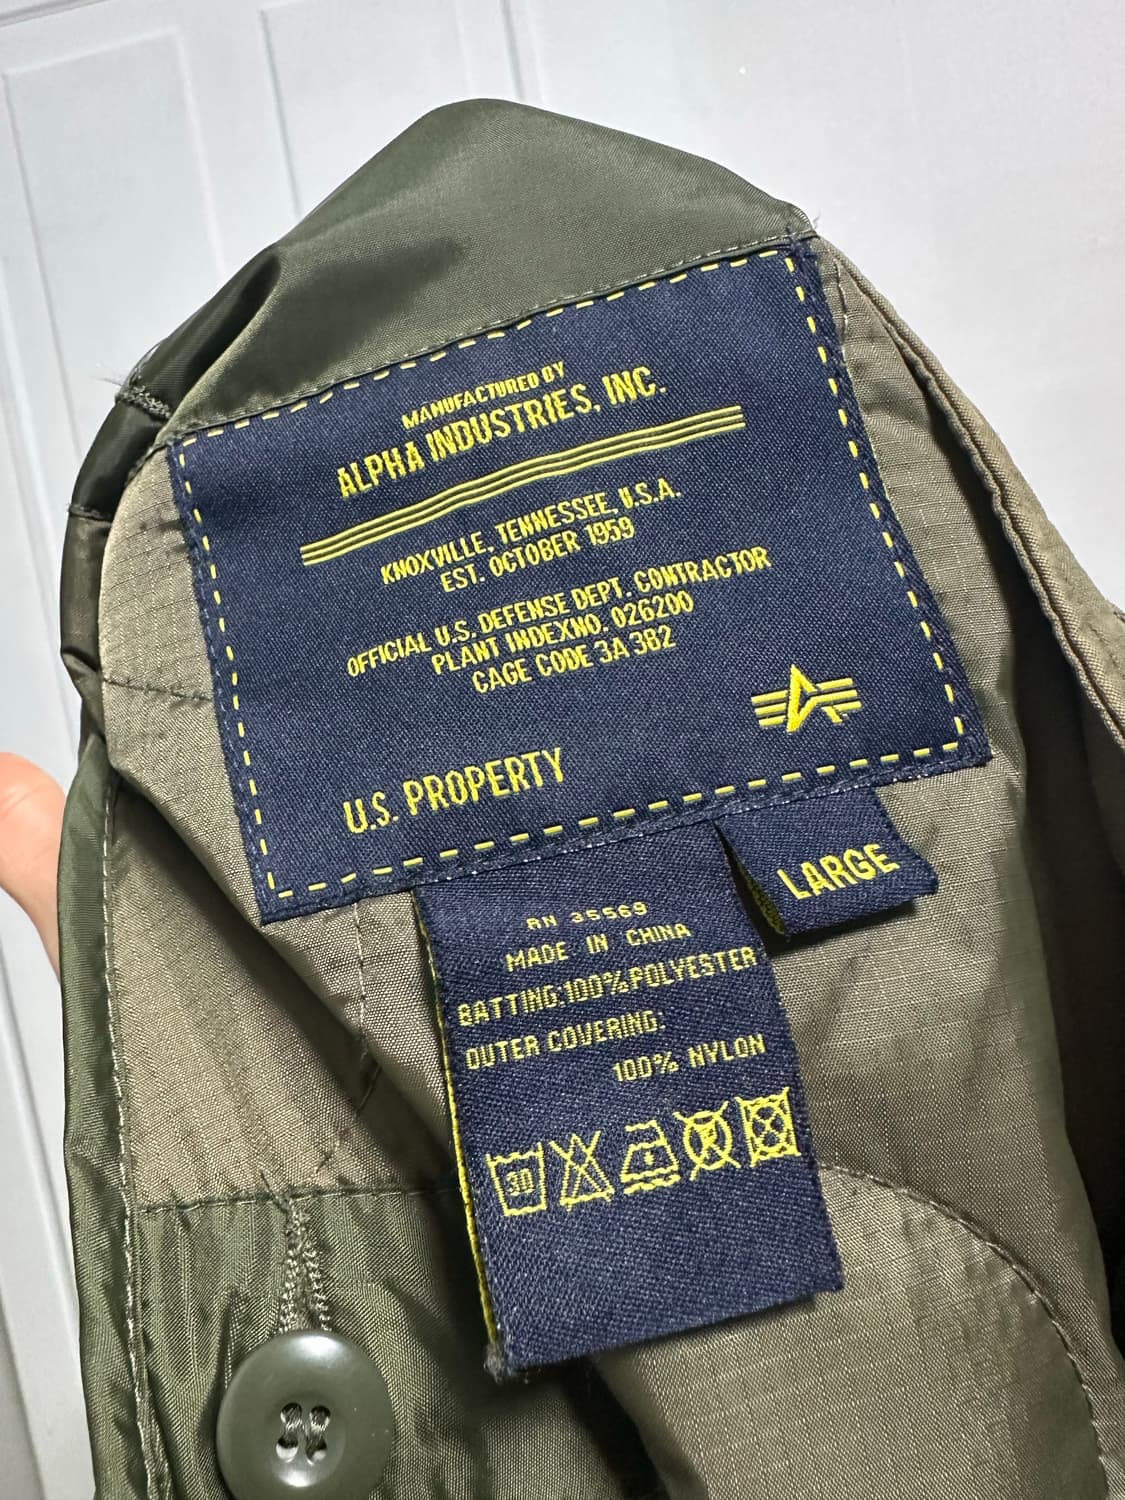 MANUFACTURED BY
ALPHA INDUSTRIES, INC.
KNOXVILLE, TENNESSEE, U.S.A.
EST. OCTOBER 1959
OFFICIAL U.S. DEFENSE DEPT. CONTRACTOR
PLANT INDEXNO. 026200
CAGE CODE 3A 3B2
U.S. PROPERTY
LARGE
RN 35569
MADE IN CHINA
BATTING:100%POLYESTER
OUTER COVERING:
100% NYLON
30